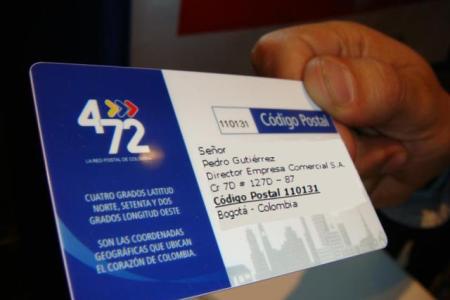 472
LA RED POSTAL DE COLOMBIA
CUATRO GRADOS LATITUD
NORTE, SETENTA Y DOS
GRADOS LONGITUD OESTE
SON LAS COORDENADAS
GEOGRÁFICAS QUE UBICAN
EL CORAZÓN DE COLOMBIA.
110131 Código Postal
Señor
Pedro Gutiérrez
Director Empresa Comercial S.A.
Cr 7D # 127D - 87
Código Postal 110131
Bogotá - Colombia